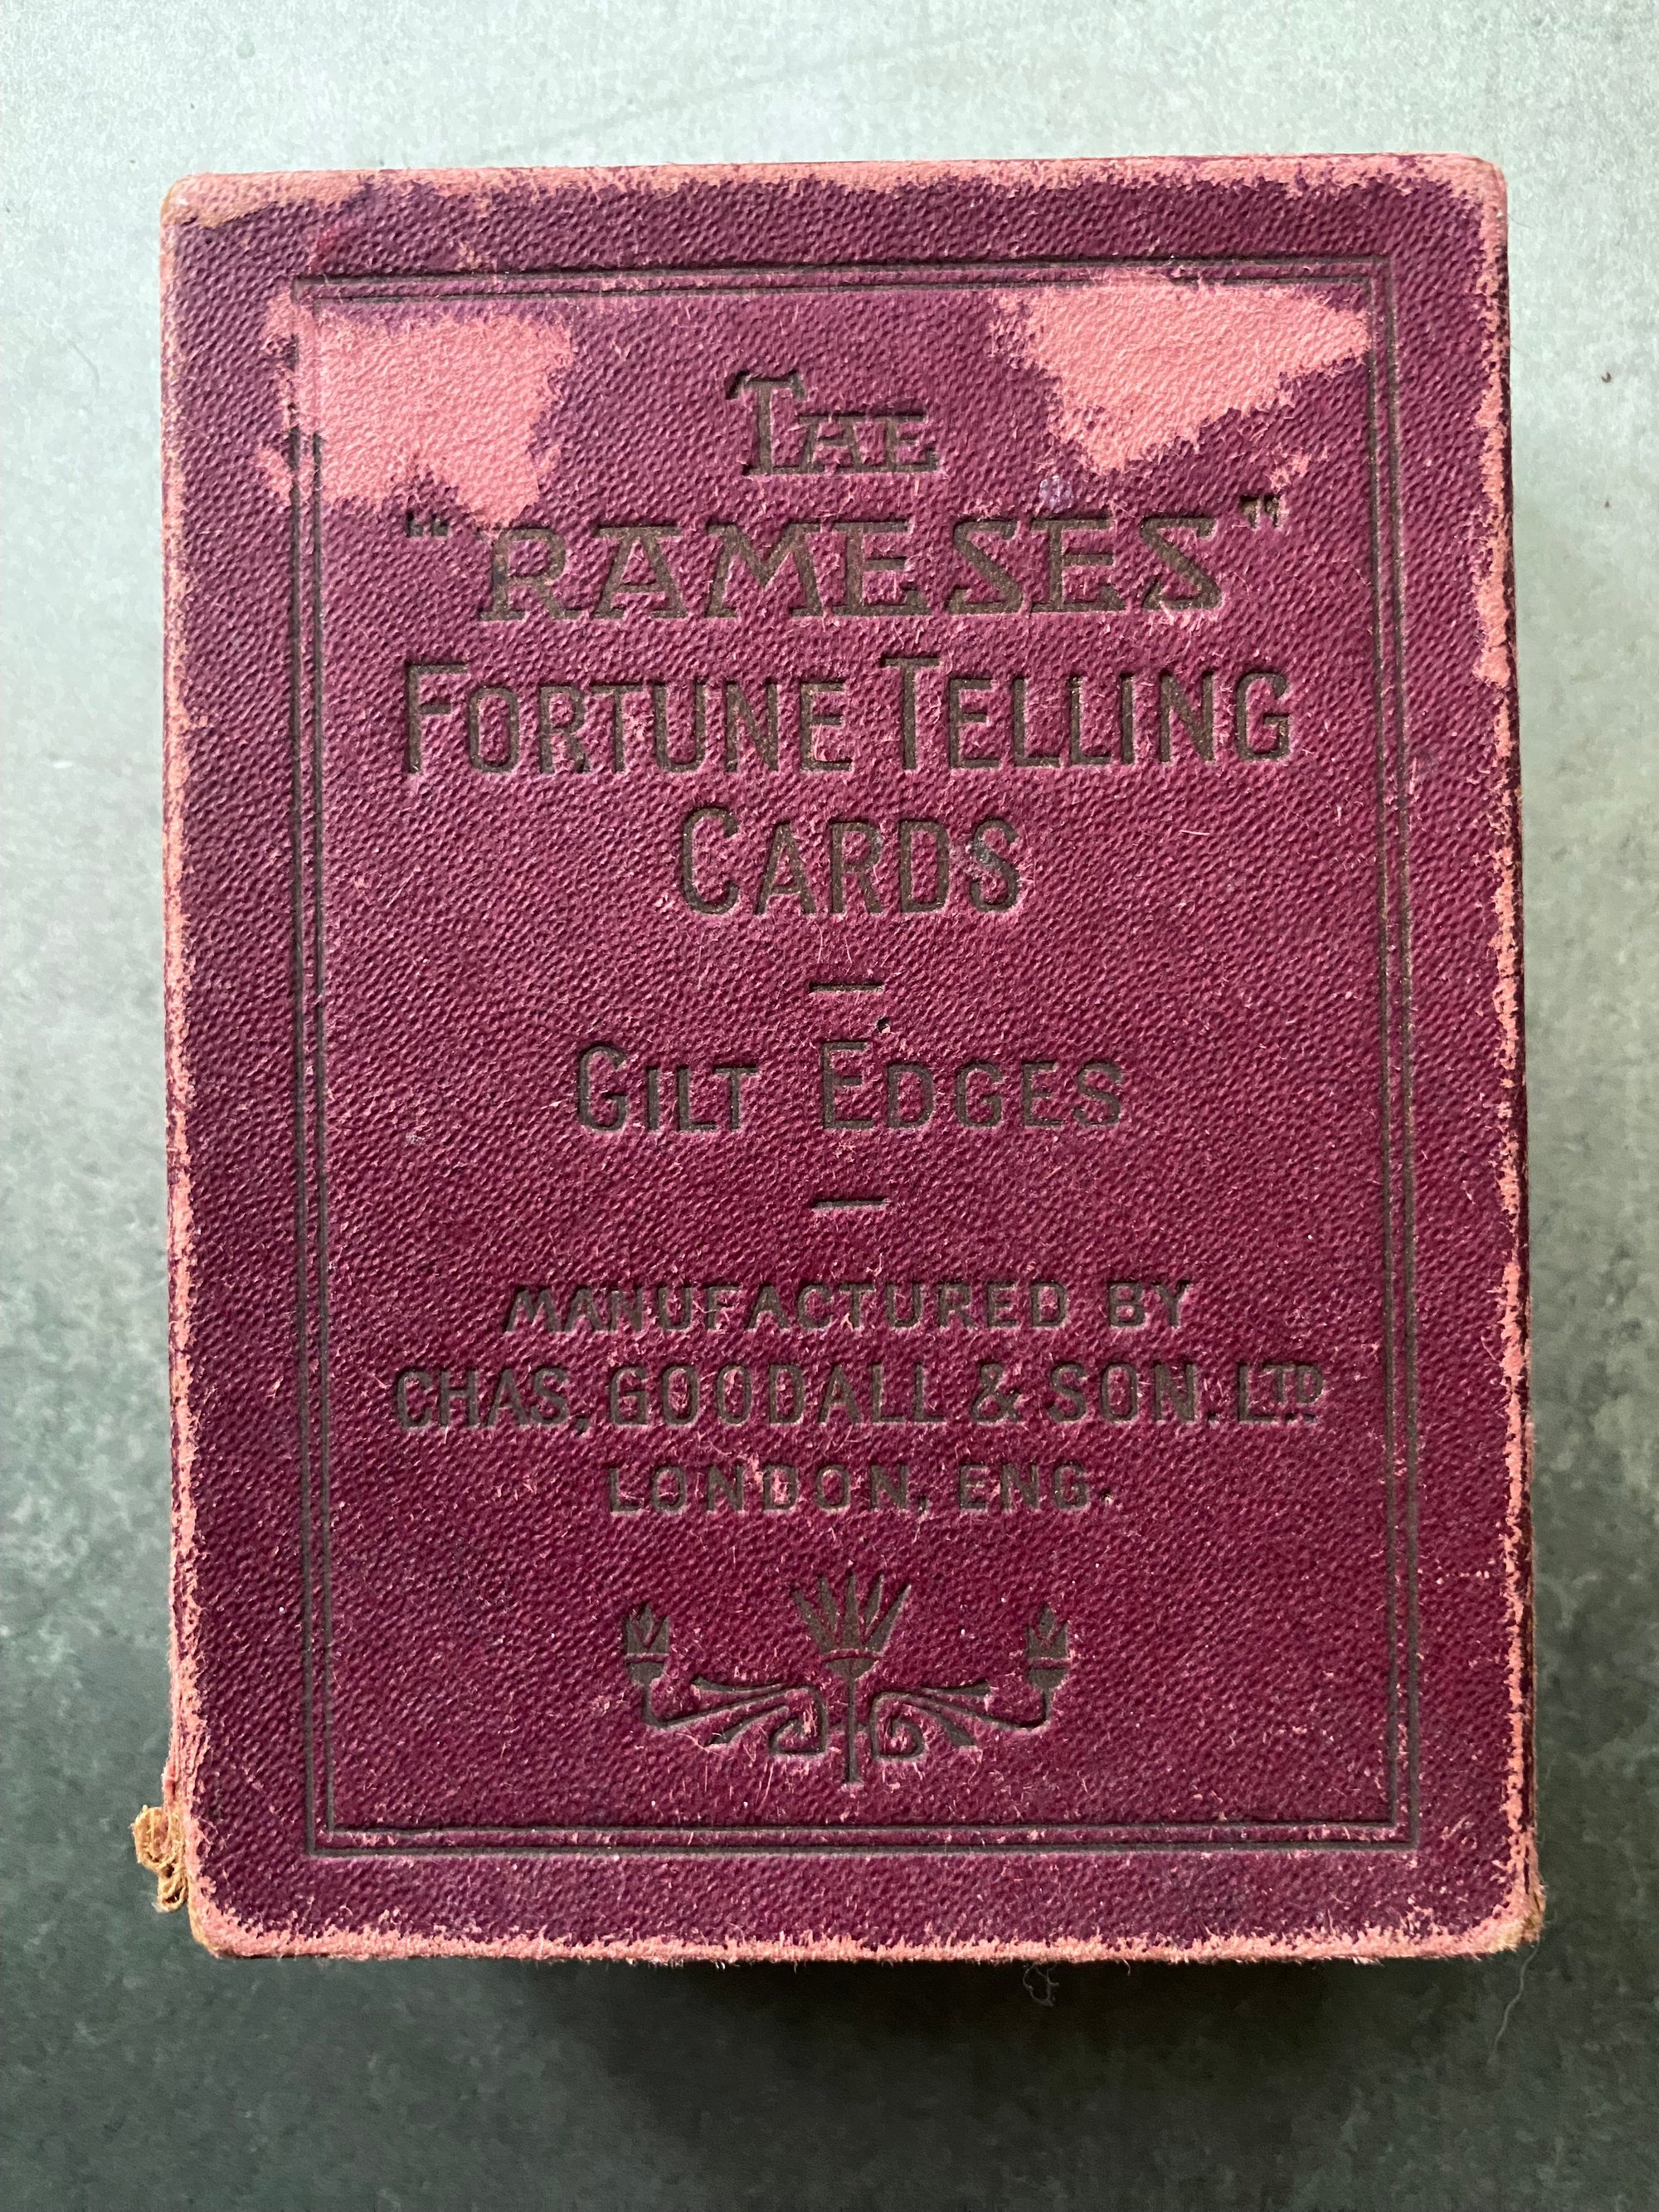 THE
"RAMESES"
FORTUNE TELLING
CARDS
—
GILT EDGES
—
MANUFACTURED BY
CHAS, GOODALL & SON. LTD
LONDON, ENG.